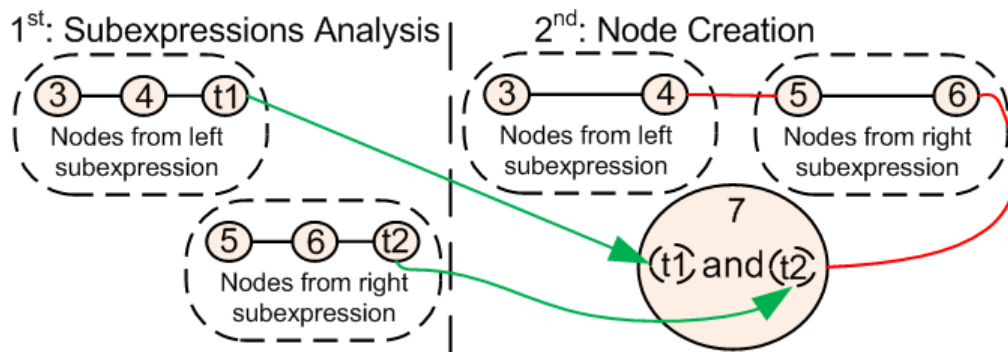 1st: Subexpressions Analysis
3 4 t1
Nodes from left
subexpression
5 6 t2
Nodes from right
subexpression
2nd: Node Creation
3 4
Nodes from left
subexpression
5 6
Nodes from right
subexpression
7
(t1) and (t2)